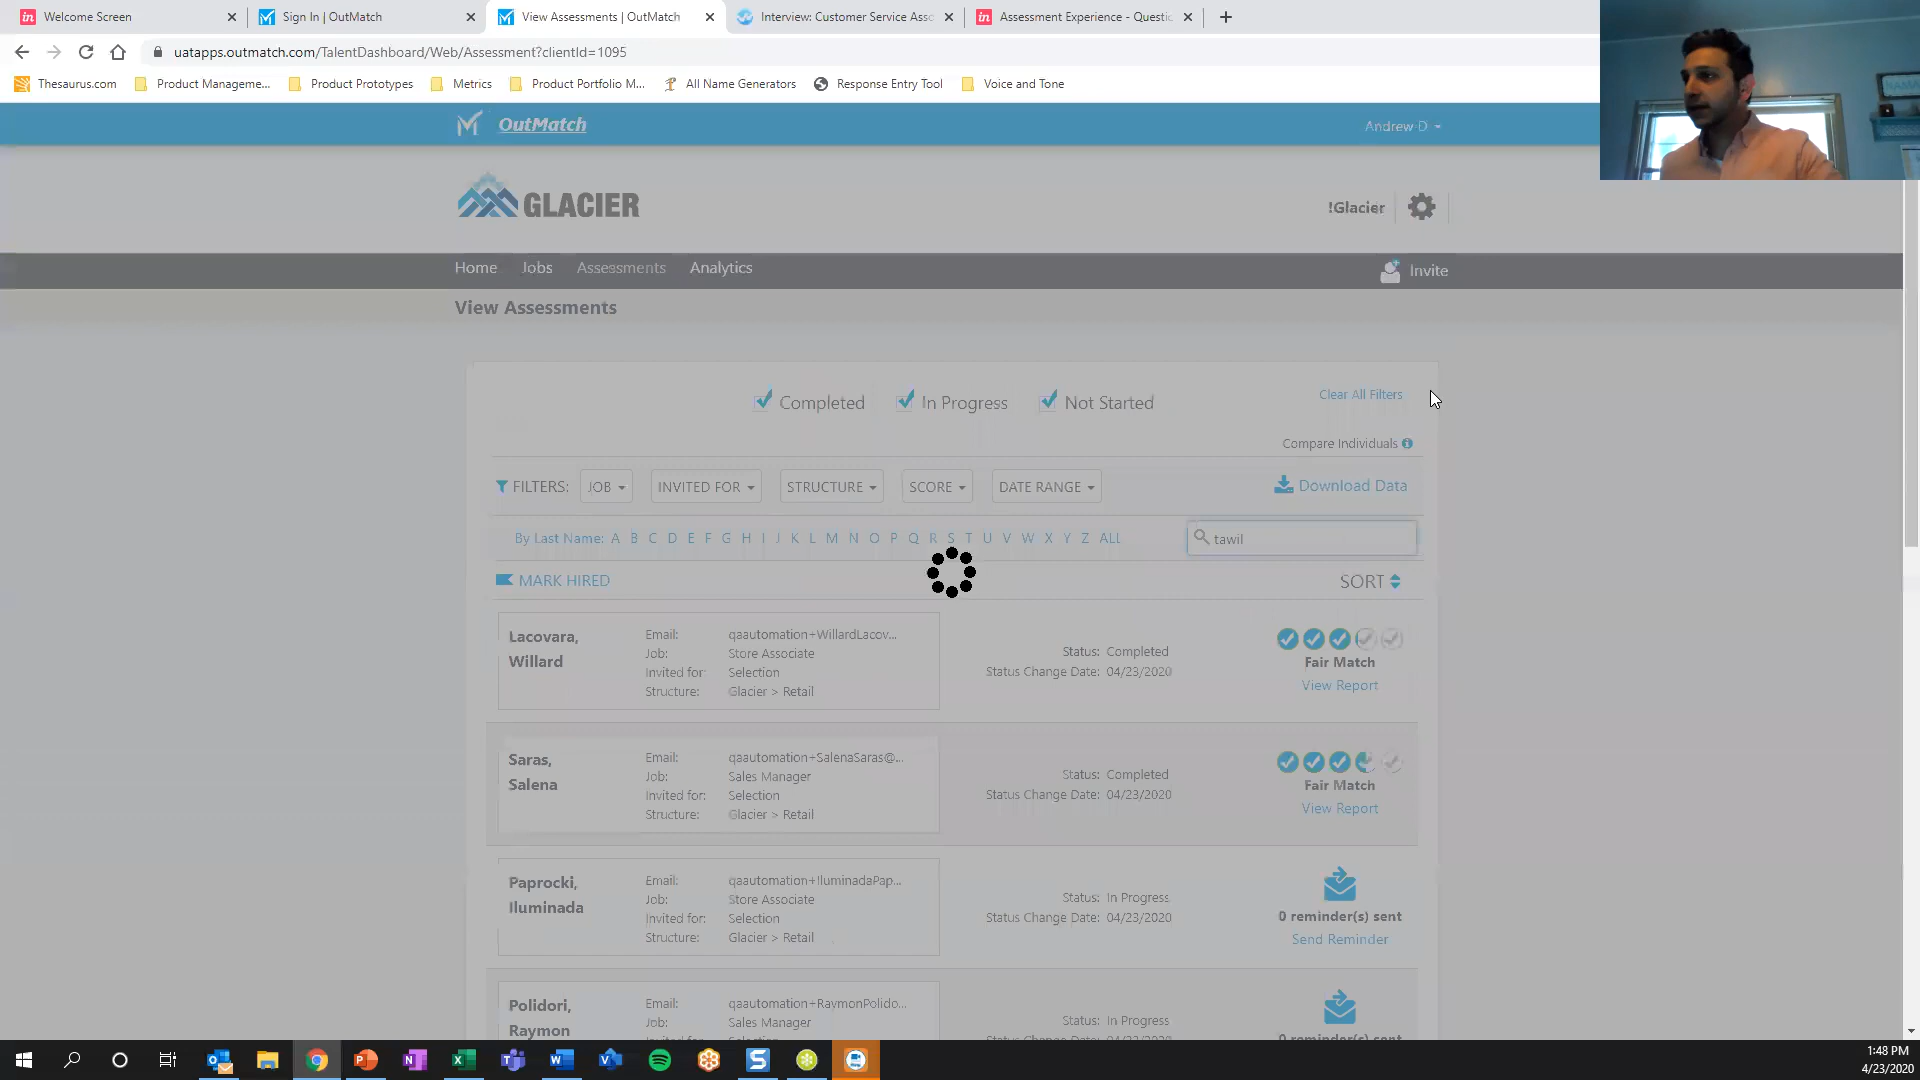 Welcome Screen
Sign In | OutMatch
View Assessments | OutMatch
Interview: Customer Service Asso
Assessment Experience - Questio
uatapps.outmatch.com/TalentDashboard/Web/Assessment?clientId=1095
Thesaurus.com
Product Manageme...
Product Prototypes
Metrics
Product Portfolio M...
All Name Generators
Response Entry Tool
Voice and Tone
OutMatch
Andrew D
GLACIER
!Glacier
Home Jobs Assessments Analytics
Invite
View Assessments
Completed In Progress Not Started
Clear All Filters
Compare Individuals
FILTERS: JOB INVITED FOR STRUCTURE SCORE DATE RANGE
Download Data
By Last Name: A B C D E F G H I J K L M N O P Q R S T U V W X Y Z ALL
tawil
MARK HIRED
SORT
Lacovara,
Willard
Email: qaautomation+WillardLacov...
Job: Store Associate
Invited for: Selection
Structure: Glacier > Retail
Status: Completed
Status Change Date: 04/23/2020
Fair Match
View Report
Saras,
Salena
Email: qaautomation+SalenaSaras@...
Job: Sales Manager
Invited for: Selection
Structure: Glacier > Retail
Status: Completed
Status Change Date: 04/23/2020
Fair Match
View Report
Paprocki,
Iluminada
Email: qaautomation+IluminadaPap...
Job: Store Associate
Invited for: Selection
Structure: Glacier > Retail
Status: In Progress
Status Change Date: 04/23/2020
0 reminder(s) sent
Send Reminder
Polidori,
Raymon
Email: qaautomation+RaymonPolido...
Job: Sales Manager
Status: In Progress
0 reminder(s) sent
1:48 PM
4/23/2020